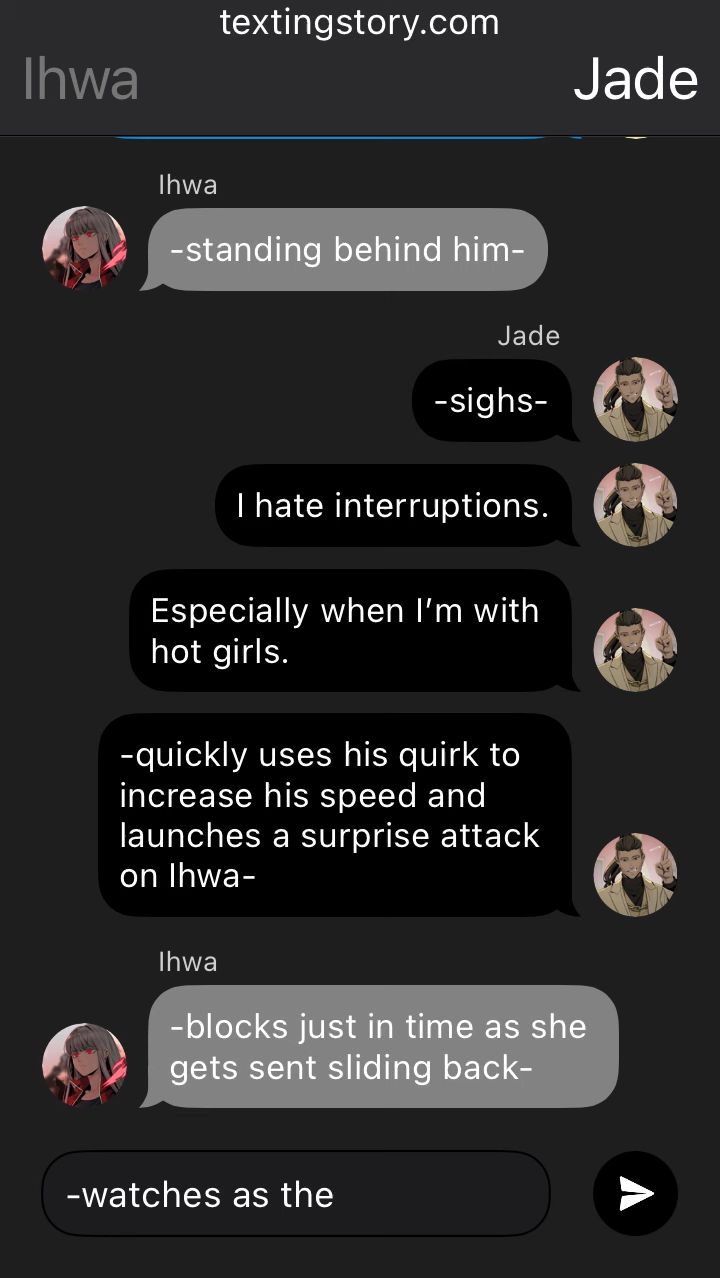 textingstory.com
Ihwa
Jade
Ihwa
-standing behind him-
Jade
-sighs-
I hate interruptions.
Especially when I’m with
hot girls.
-quickly uses his quirk to
increase his speed and
launches a surprise attack
on Ihwa-
Ihwa
-blocks just in time as she
gets sent sliding back-
-watches as the